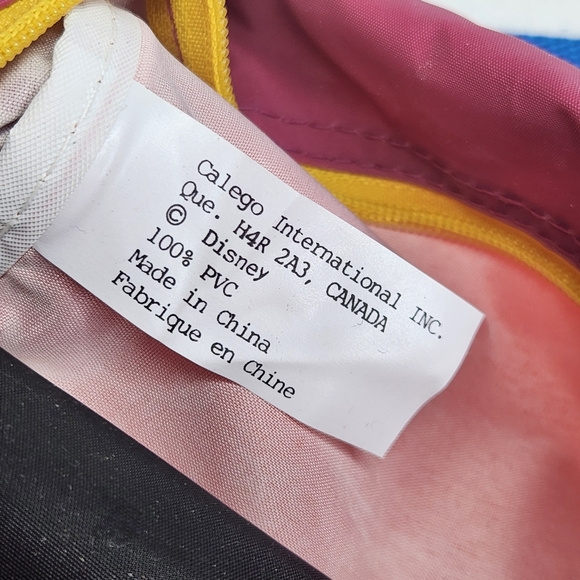 Calego International INC.
Que. H4R 2A3, CANADA
© Disney
100% PVC
Made in China
Fabrique en Chine